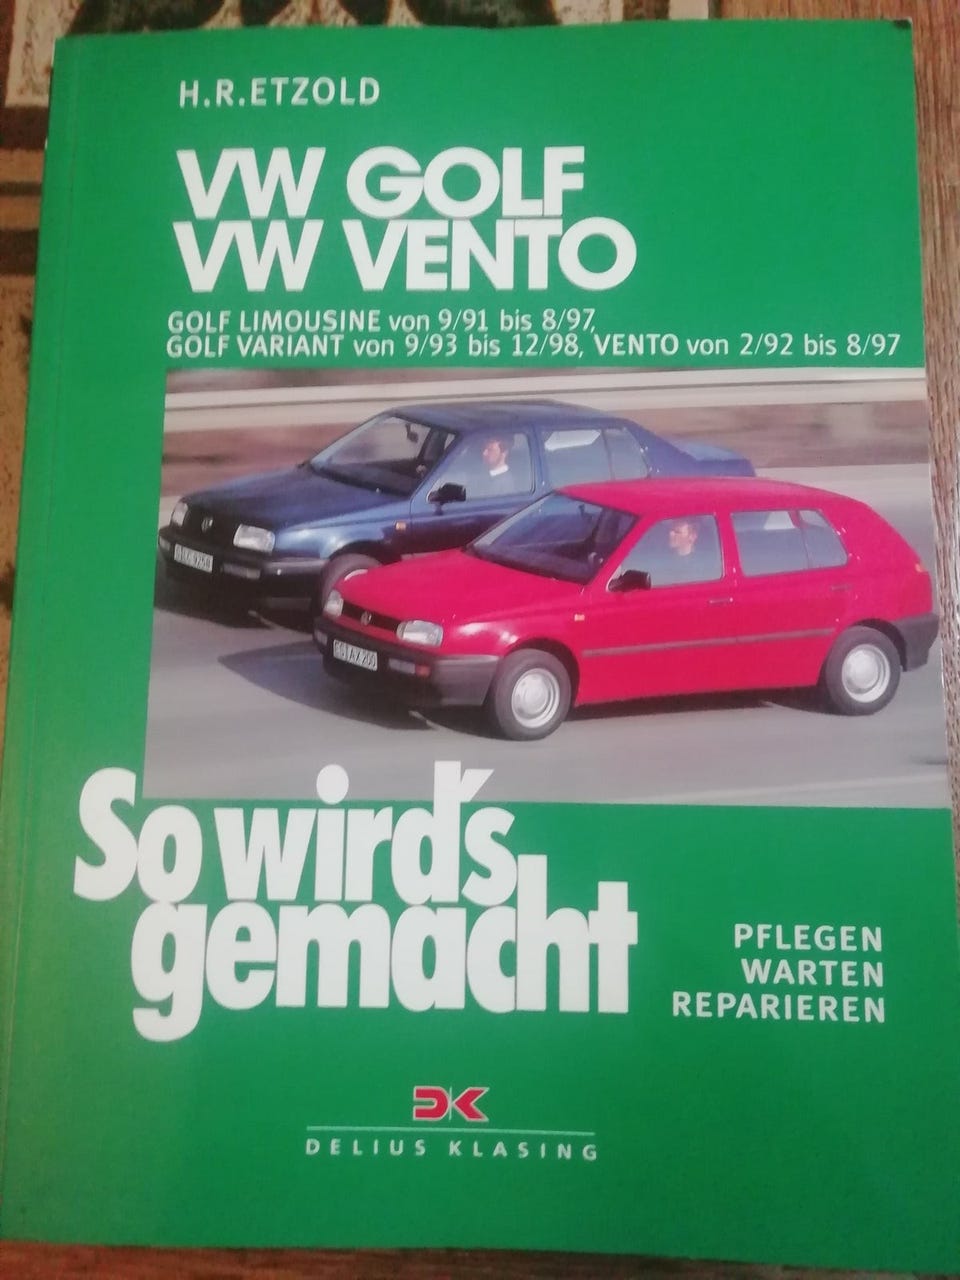 H.R.ETZOLD
VW GOLF
VW VENTO
GOLF LIMOUSINE von 9/91 bis 8/97,
GOLF VARIANT von 9/93 bis 12/98, VENTO von 2/92 bis 8/97
So wird's
gemacht
PFLEGEN
WARTEN
REPARIEREN
DK
DELIUS KLASING